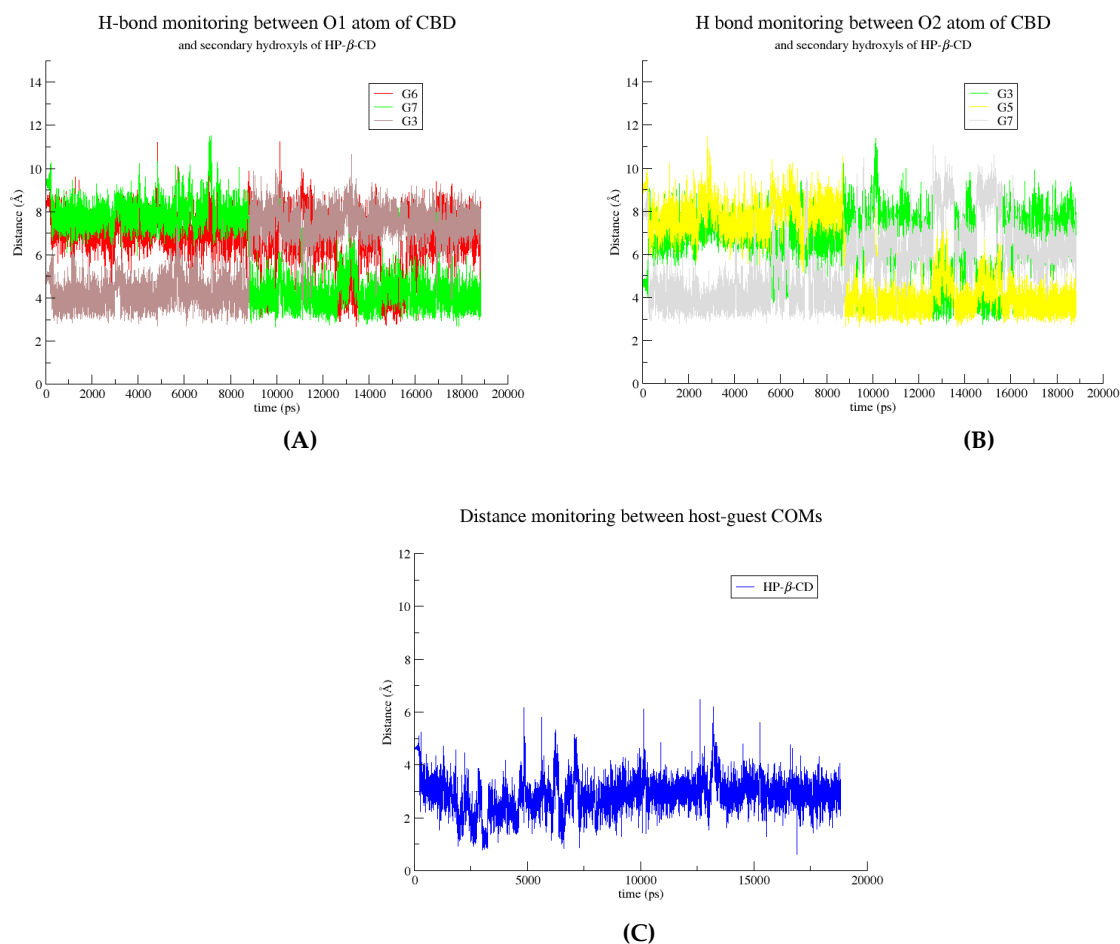 H-bond monitoring between O1 atom of CBD
and secondary hydroxyls of HP-β-CD
G6
G7
G3
Distance (Å)
0
2
4
6
8
10
12
14
0 2000 4000 6000 8000 10000 12000 14000 16000 18000 20000
time (ps)
(A)
H bond monitoring between O2 atom of CBD
and secondary hydroxyls of HP-β-CD
G3
G5
G7
Distance (Å)
0
2
4
6
8
10
12
14
0 2000 4000 6000 8000 10000 12000 14000 16000 18000 20000
time (ps)
(B)
Distance monitoring between host-guest COMs
HP-β-CD
Distance (Å)
0
2
4
6
8
10
12
0 5000 10000 15000 20000
time (ps)
(C)